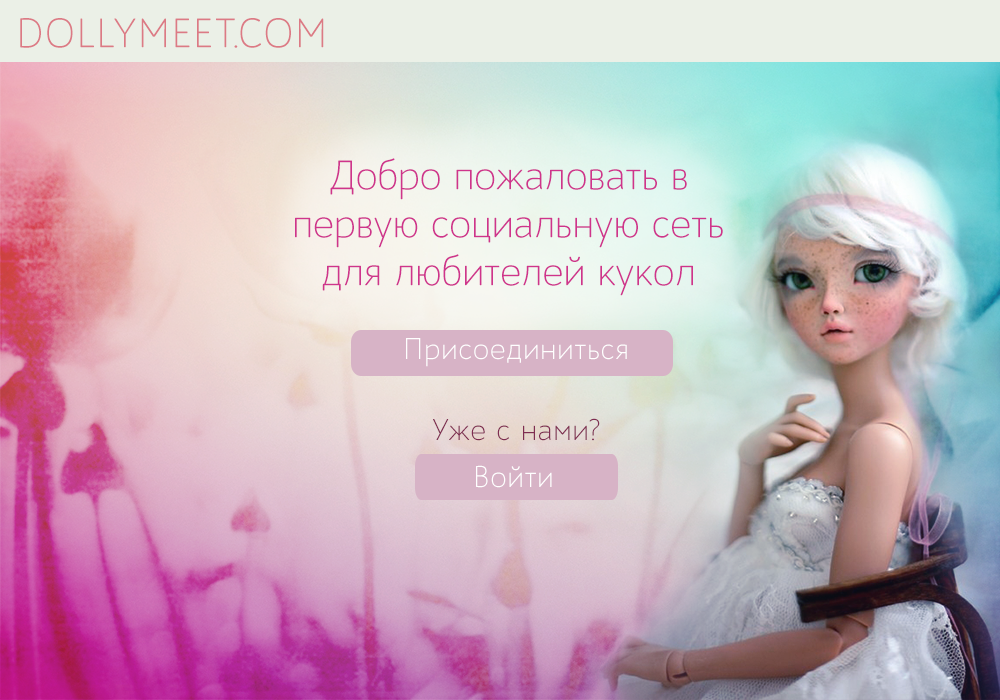 DOLLYMEET.COM
Добро пожаловать в
первую социальную сеть
для любителей кукол
Присоединиться
Уже с нами?
Войти